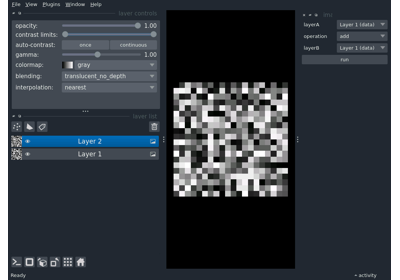 File View Plugins Window Help
layer controls
opacity: 1.00
contrast limits:
auto-contrast: once continuous
gamma: 1.00
colormap: gray
blending: translucent_no_depth
interpolation: nearest
layer list
Layer 2
Layer 1
layerA Layer 1 (data)
operation add
layerB Layer 1 (data)
run
Ready
activity